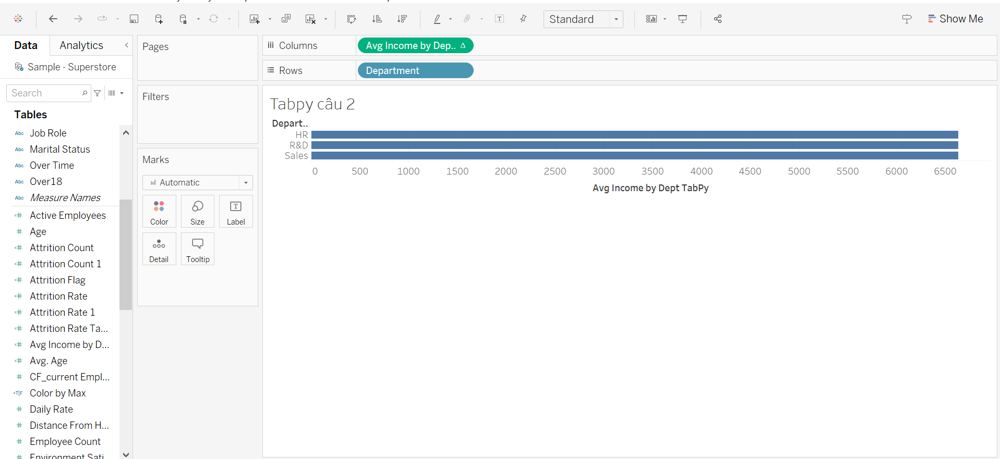 Standard
Show Me
Data
Analytics
Sample - Superstore
Search
Tables
Abc Job Role
Abc Marital Status
Abc Over Time
Abc Over18
Abc Measure Names
=# Active Employees
# Age
=# Attrition Count
=# Attrition Count 1
=# Attrition Flag
=# Attrition Rate
=# Attrition Rate 1
=# Attrition Rate Ta...
=# Avg Income by D...
=# Avg. Age
# CF_current Empl...
=T|F Color by Max
# Daily Rate
# Distance From H...
# Employee Count
# Environment Sati
Pages
Filters
Marks
Automatic
Color
Size
Label
Detail
Tooltip
Columns
Avg Income by Dep.. Δ
Rows
Department
Tabpy câu 2
Depart..
HR
R&D
Sales
0 500 1000 1500 2000 2500 3000 3500 4000 4500 5000 5500 6000 6500
Avg Income by Dept TabPy